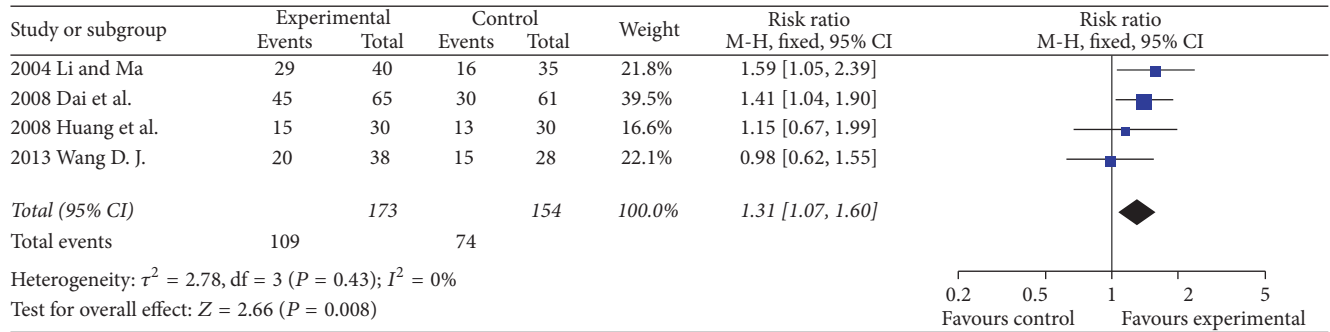 Study or subgroup Experimental Control Weight Risk ratio Risk ratio
Events Total Events Total M-H, fixed, 95% CI M-H, fixed, 95% CI
2004 Li and Ma 29 40 16 35 21.8% 1.59 [1.05, 2.39]
2008 Dai et al. 45 65 30 61 39.5% 1.41 [1.04, 1.90]
2008 Huang et al. 15 30 13 30 16.6% 1.15 [0.67, 1.99]
2013 Wang D. J. 20 38 15 28 22.1% 0.98 [0.62, 1.55]
Total (95% CI) 173 154 100.0% 1.31 [1.07, 1.60]
Total events 109 74
Heterogeneity: τ² = 2.78, df = 3 (P = 0.43); I² = 0%
Test for overall effect: Z = 2.66 (P = 0.008)
0.2 0.5 1 2 5
Favours control Favours experimental